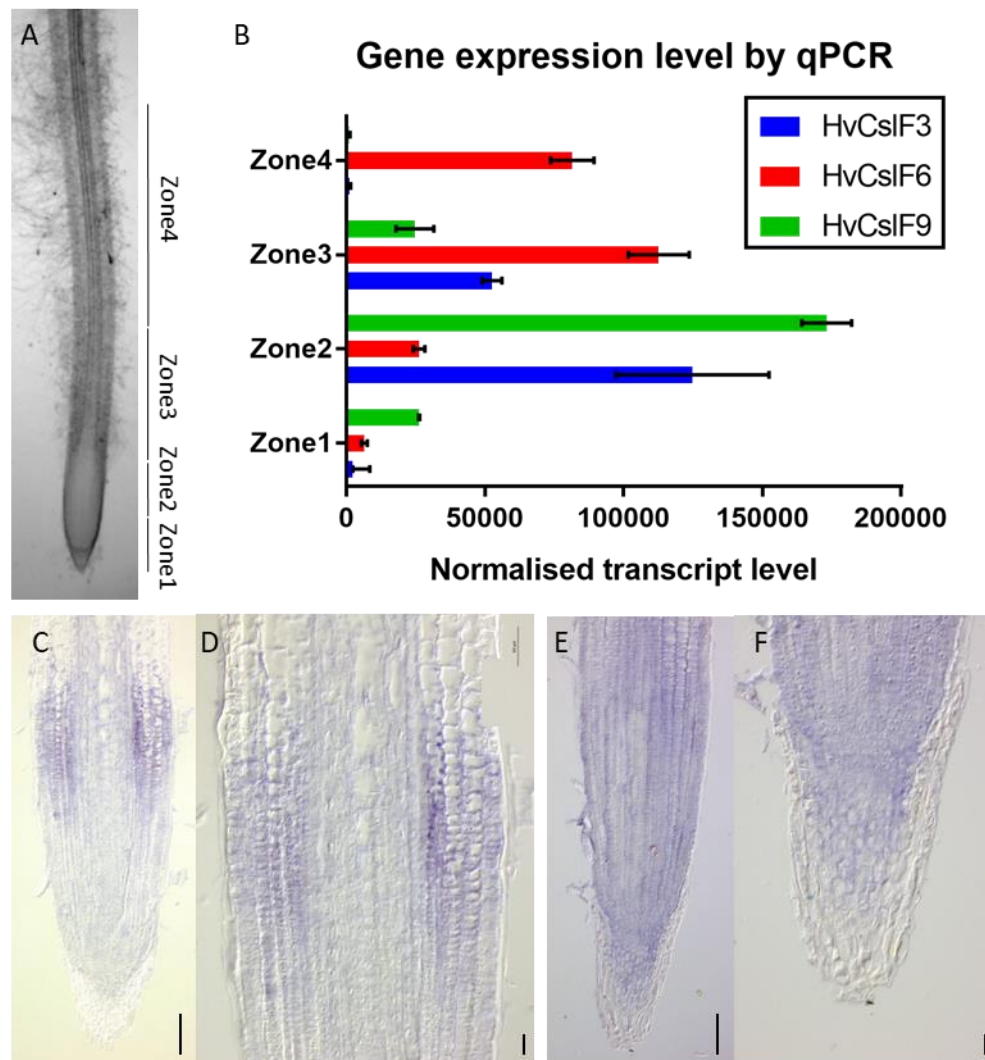 A
B
Gene expression level by qPCR
HvCslF3
HvCslF6
HvCslF9
Zone4
Zone3
Zone2
Zone1
0 50000 100000 150000 200000
Normalised transcript level
Zone4
Zone3
Zone2
Zone1
C
D
E
F